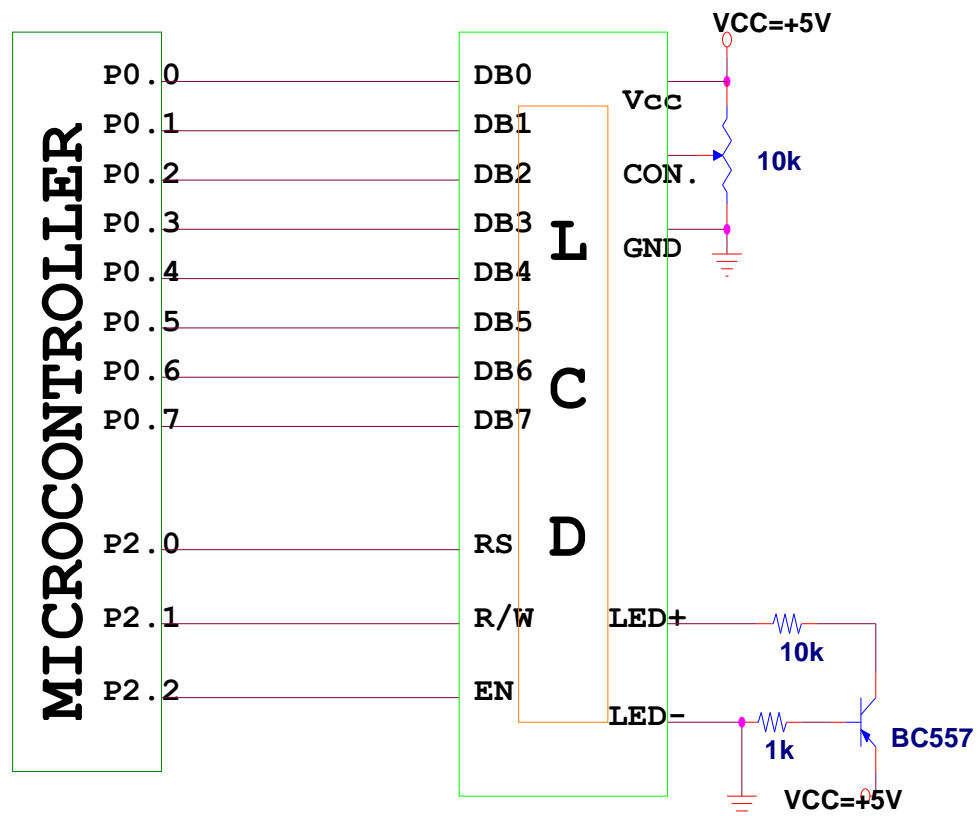 VCC=+5V
MICROCONTROLLER
P0.0
P0.1
P0.2
P0.3
P0.4
P0.5
P0.6
P0.7
P2.0
P2.1
P2.2
DB0
DB1
DB2
DB3
DB4
DB5
DB6
DB7
RS
R/W
EN
L
C
D
Vcc
CON.
GND
10k
LED+
10k
LED-
1k
BC557
VCC=+5V